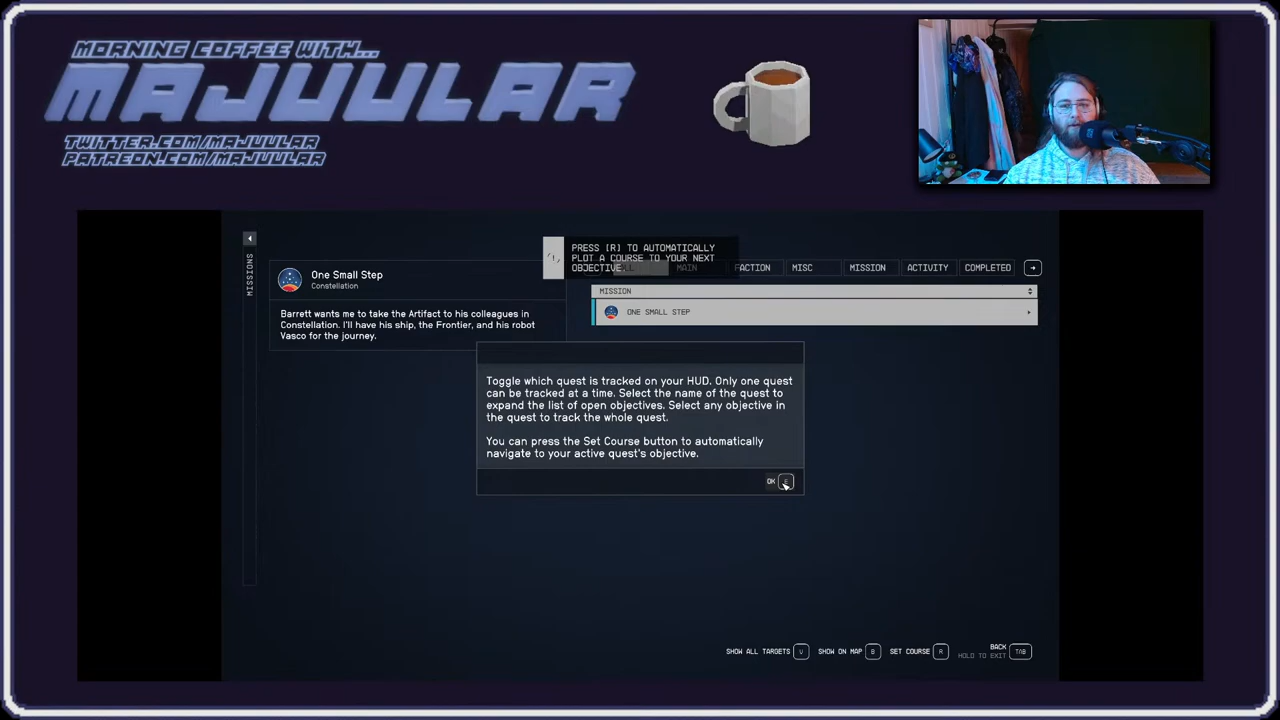 MORNING COFFEE WITH...
MAJUULAR
TWITTER.COM/MAJUULAR
PATREON.COM/MAJUULAR
PRESS [R] TO AUTOMATICALLY
PLOT A COURSE TO YOUR NEXT
OBJECTIVE.
MAIN
FACTION
MISC
MISSION
ACTIVITY
COMPLETED
MISSIONS
One Small Step
Constellation
Barrett wants me to take the Artifact to his colleagues in
Constellation. I'll have his ship, the Frontier, and his robot
Vasco for the journey.
MISSION
ONE SMALL STEP
Toggle which quest is tracked on your HUD. Only one quest
can be tracked at a time. Select the name of the quest to
expand the list of open objectives. Select any objective in
the quest to track the whole quest.
You can press the Set Course button to automatically
navigate to your active quest's objective.
OK
SHOW ALL TARGETS
SHOW ON MAP B
SET COURSE R
BACK
HOLD TO EXIT
TAB